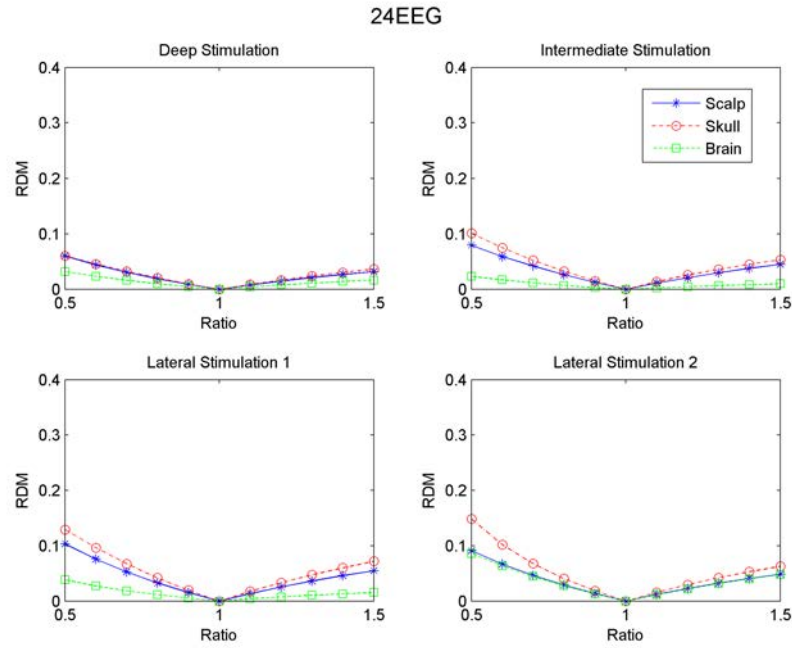 24EEG
Deep Stimulation
0.4
0.3
0.2
0.1
0
RDM
0.5
1
1.5
Ratio
Intermediate Stimulation
0.4
0.3
0.2
0.1
0
RDM
Scalp
Skull
Brain
0.5
1
1.5
Ratio
Lateral Stimulation 1
0.4
0.3
0.2
0.1
0
RDM
0.5
1
1.5
Ratio
Lateral Stimulation 2
0.4
0.3
0.2
0.1
0
RDM
0.5
1
1.5
Ratio